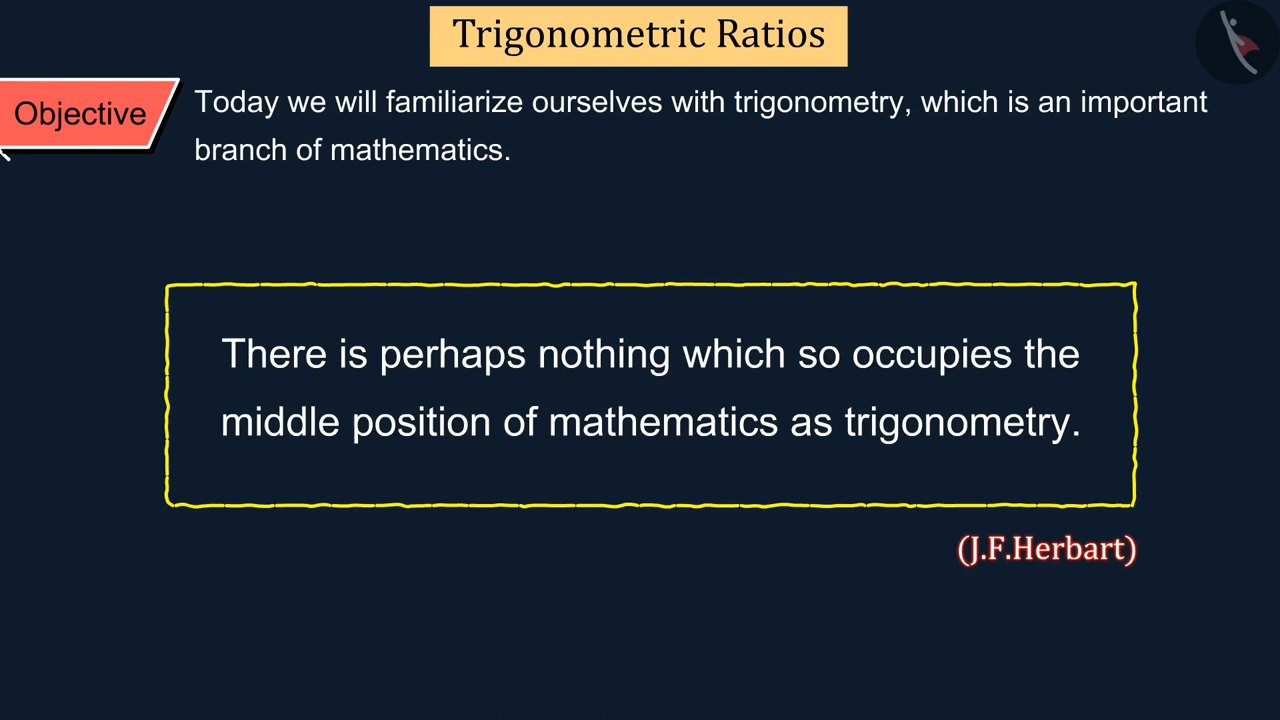 Trigonometric Ratios
Objective
Today we will familiarize ourselves with trigonometry, which is an important
branch of mathematics.
There is perhaps nothing which so occupies the
middle position of mathematics as trigonometry.
(J.F.Herbart)